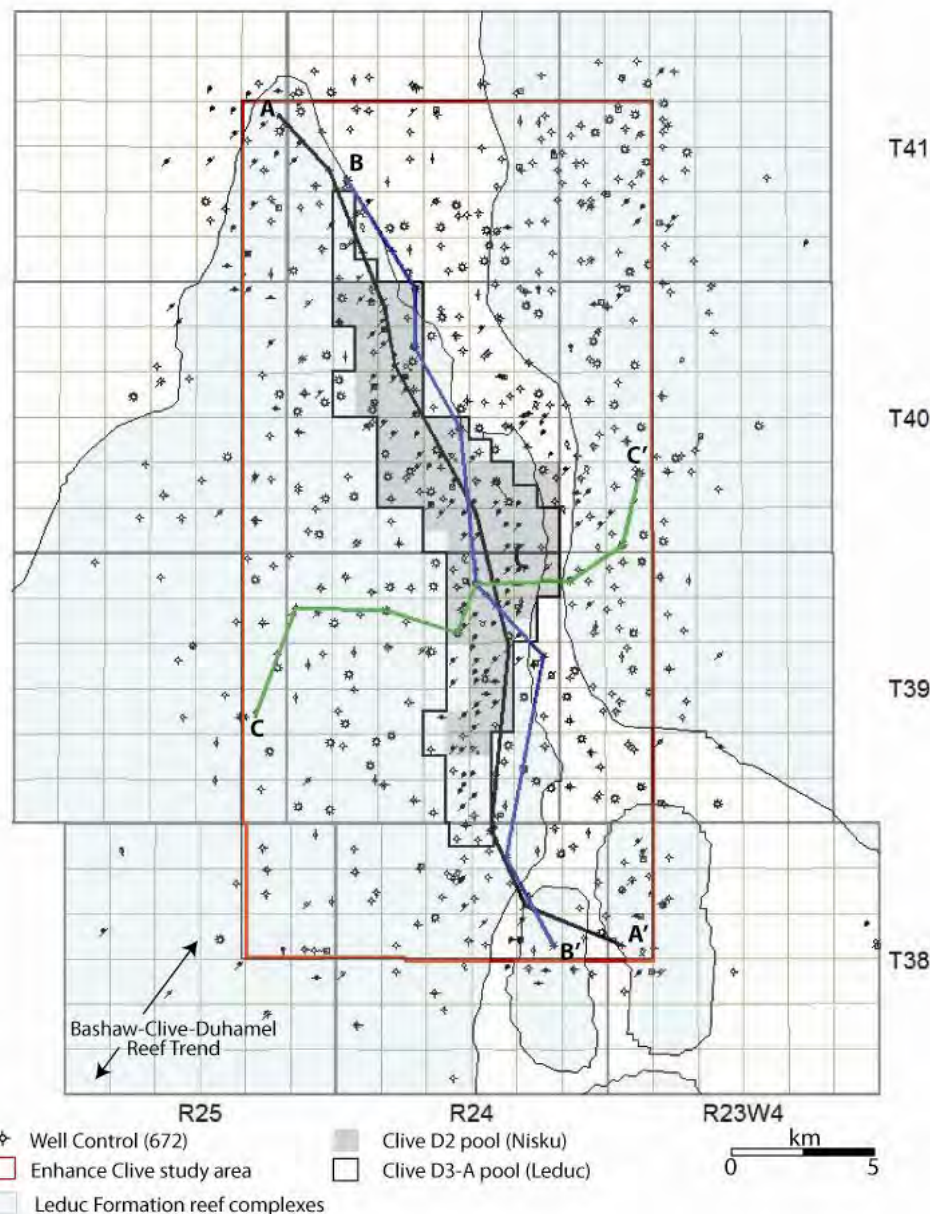 A
B
T41
T40
C'
C
T39
A'
B'
T38
Bashaw-Clive-Duhamel
Reef Trend
R25
R24
R23W4
Well Control (672)
Enhance Clive study area
Leduc Formation reef complexes
Clive D2 pool (Nisku)
Clive D3-A pool (Leduc)
km
0
5